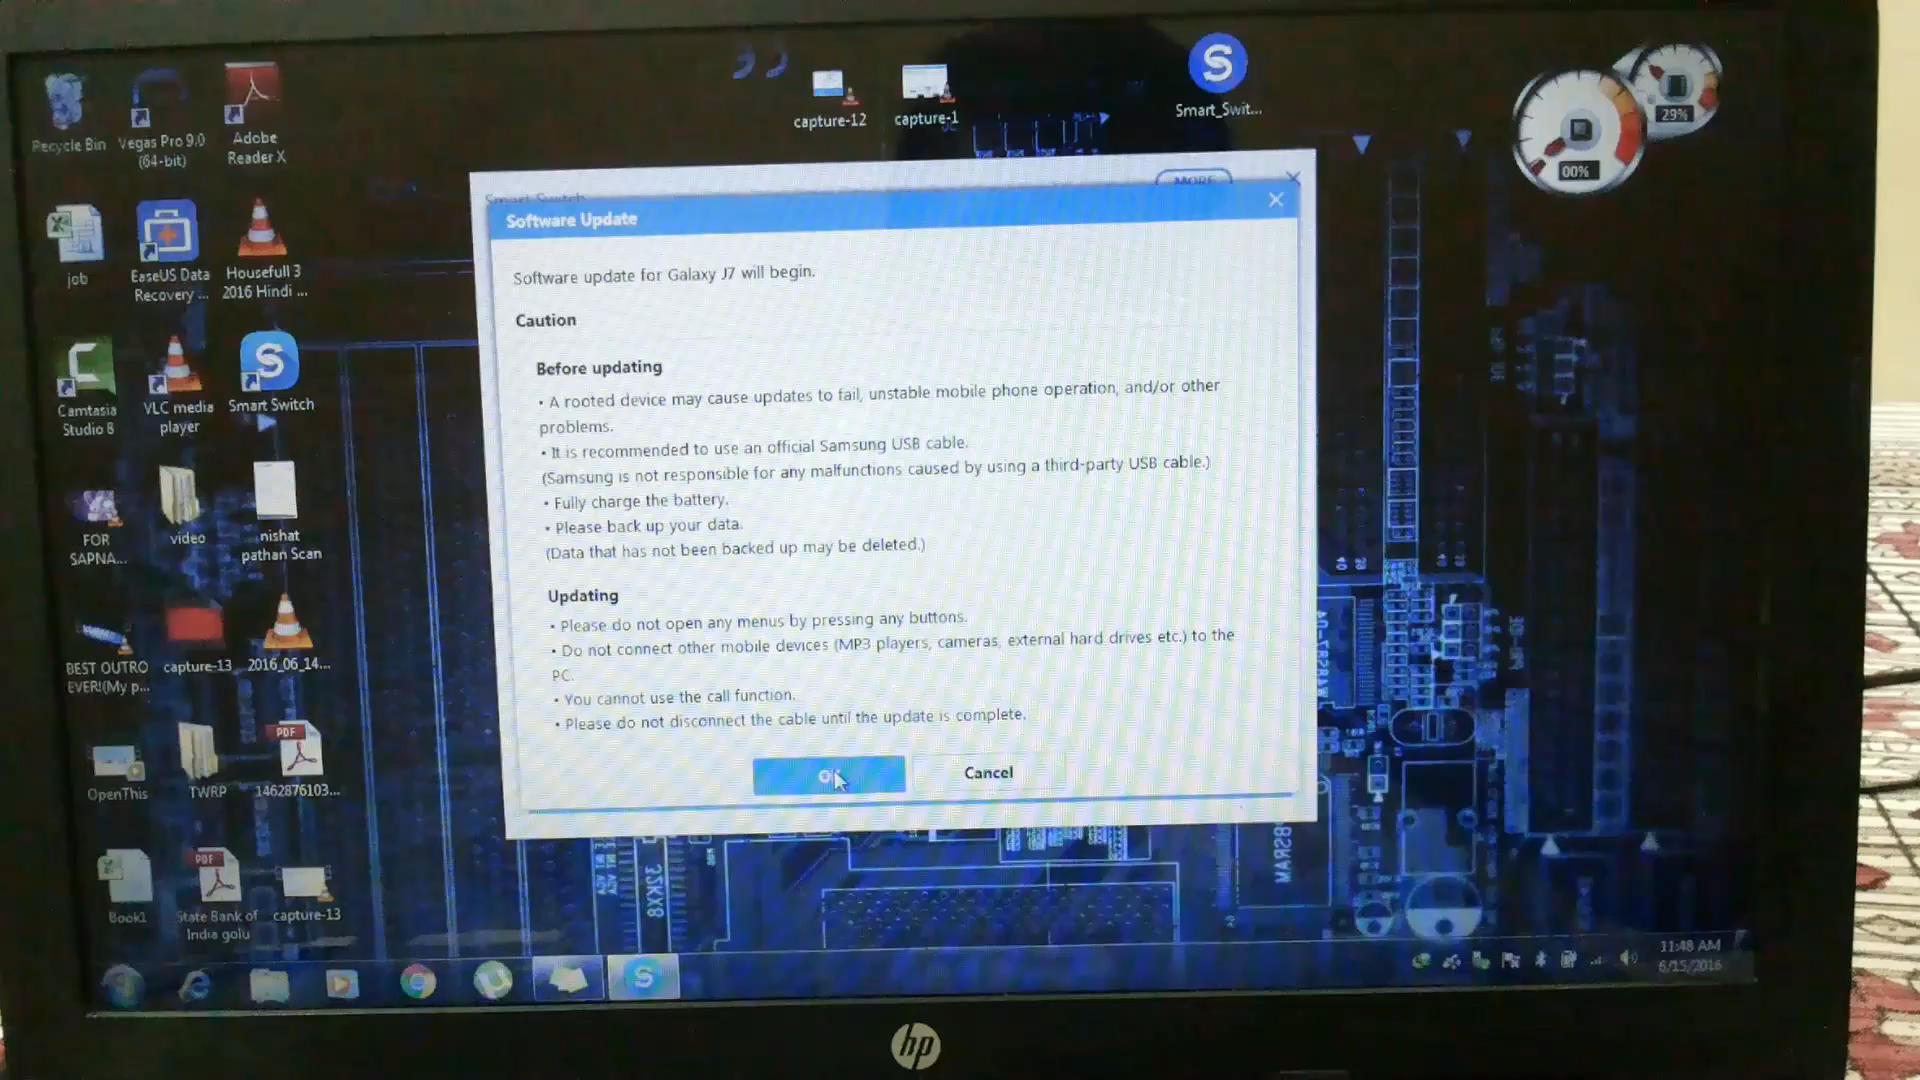 Recycle Bin
Vegas Pro 9.0
(64-bit)
Adobe
Reader X
capture-12
capture-1
Smart_Swit...
29%
00%
job
EaseUS Data
Recovery ...
Housefull 3
2016 Hindi ...
Camtasia
Studio 8
VLC media
player
Smart Switch
FOR
SAPNA...
video
nishat
pathan Scan
BEST OUTRO
EVER!(My p...
capture-13
2016_06_14...
OpenThis
TWRP
PDF
1462876103...
Book1
PDF
State Bank of
India golu
capture-13
Smart Switch
MORE
Software Update
Software update for Galaxy J7 will begin.
Caution
Before updating
• A rooted device may cause updates to fail, unstable mobile phone operation, and/or other
problems.
• It is recommended to use an official Samsung USB cable.
(Samsung is not responsible for any malfunctions caused by using a third-party USB cable.)
• Fully charge the battery.
• Please back up your data.
(Data that has not been backed up may be deleted.)
Updating
• Please do not open any menus by pressing any buttons.
• Do not connect other mobile devices (MP3 players, cameras, external hard drives etc.) to the
PC.
• You cannot use the call function.
• Please do not disconnect the cable until the update is complete.
OK
Cancel
32KX8
11:48 AM
6/15/2016
hp